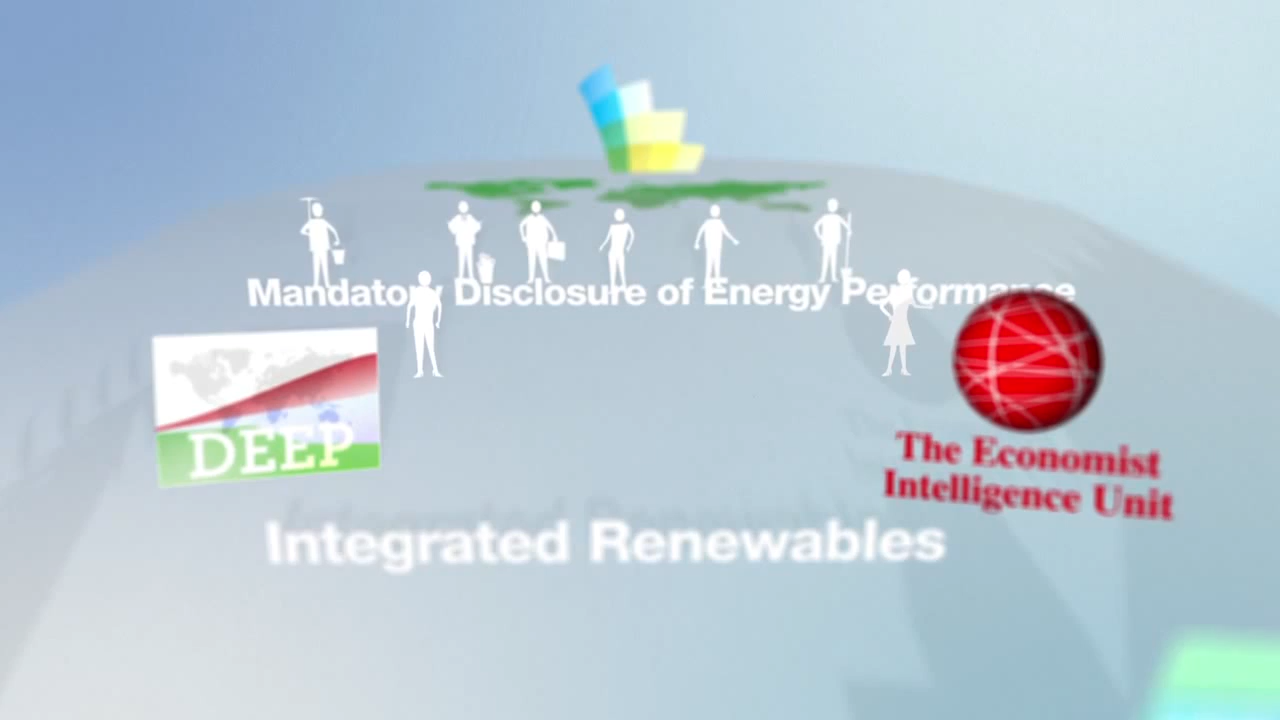 Mandatory Disclosure of Energy Performance
DEEP
The Economist
Intelligence Unit
Integrated Renewables